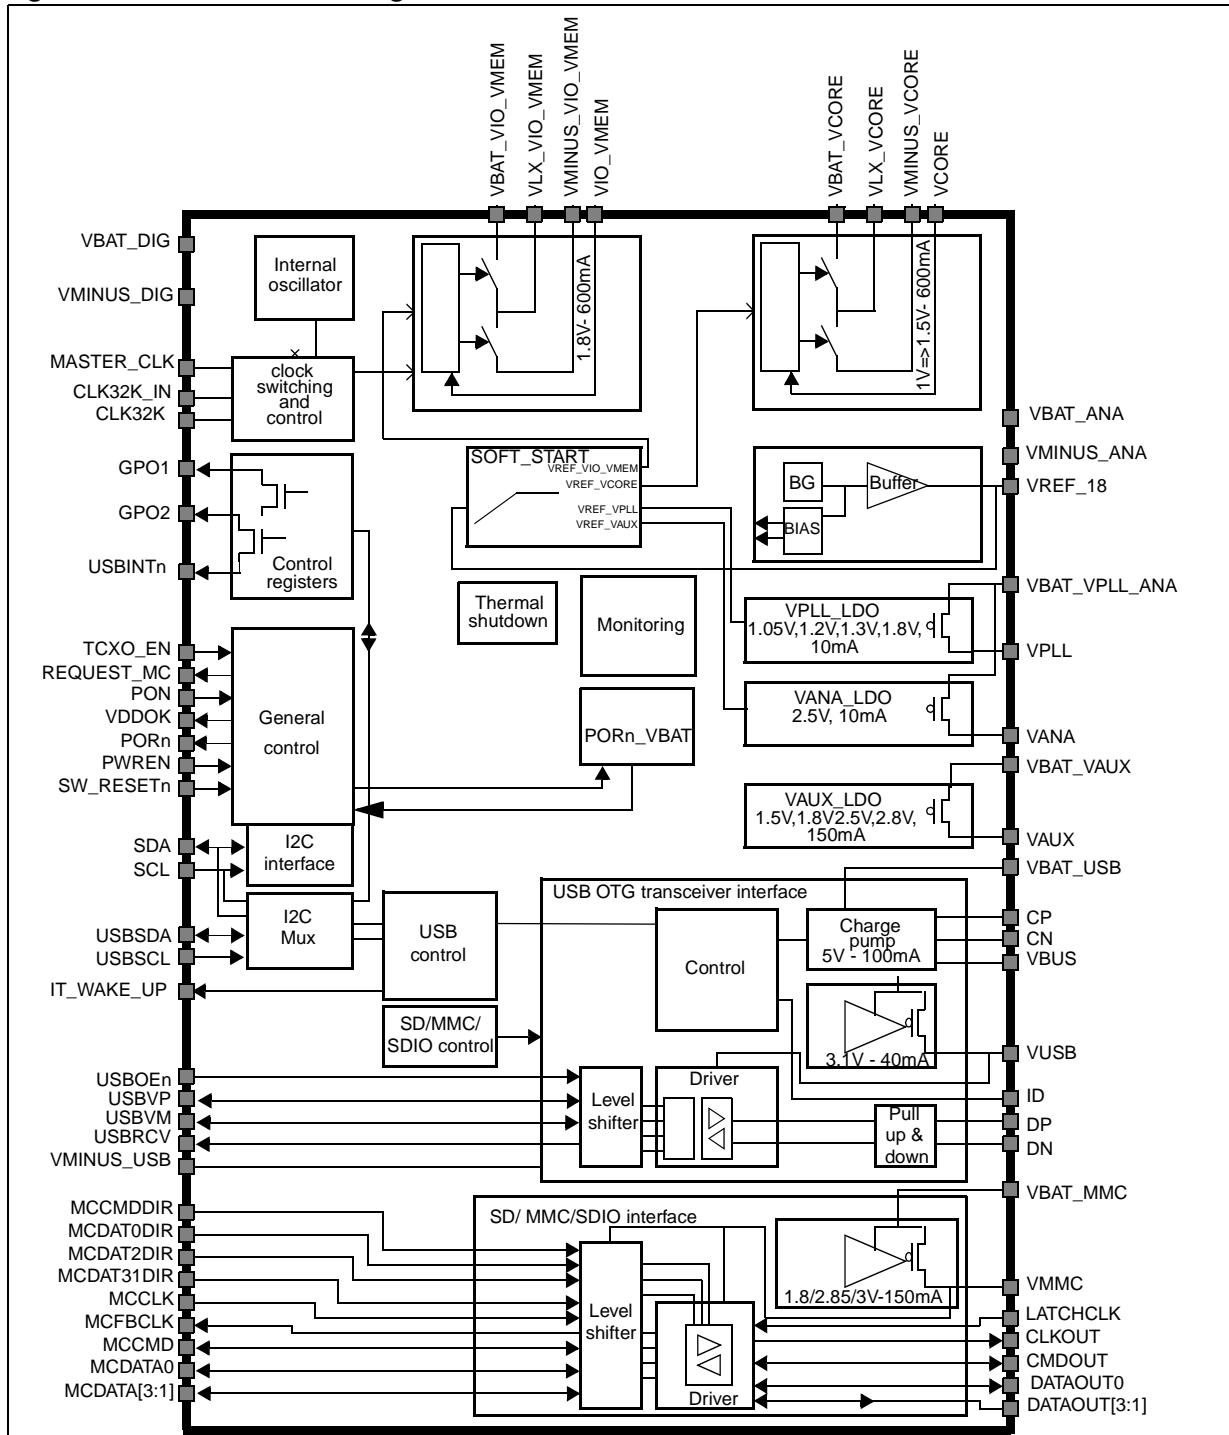 VBAT_VIO_VMEM
VLX_VIO_VMEM
VMINUS_VIO_VMEM
VIO_VMEM
VBAT_VCORE
VLX_VCORE
VMINUS_VCORE
VCORE
VBAT_DIG
VMINUS_DIG
MASTER_CLK
CLK32K_IN
CLK32K
GPO1
GPO2
USBINTn
TCXO_EN
REQUEST_MC
PON
VDDOK
PORn
PWREN
SW_RESETn
SDA
SCL
USBSDA
USBSCL
IT_WAKE_UP
USBOEn
USBVP
USBVM
USBRCV
VMINUS_USB
MCCMDDIR
MCDAT0DIR
MCDAT2DIR
MCDAT31DIR
MCCLK
MCFBCLK
MCCMD
MCDATA0
MCDATA[3:1]
Internal
oscillator
clock
switching
and
control
1.8V- 600mA
1V=>1.5V- 600mA
SOFT_START
VREF_VIO_VMEM
VREF_VCORE
VREF_VPLL
VREF_VAUX
BG
Buffer
BIAS
Control
registers
Thermal
shutdown
Monitoring
VPLL_LDO
1.05V,1.2V,1.3V,1.8V,
10mA
VANA_LDO
2.5V, 10mA
General
control
PORn_VBAT
VAUX_LDO
1.5V,1.8V2.5V,2.8V,
150mA
I2C
interface
I2C
Mux
USB
control
USB OTG transceiver interface
Control
Charge
pump
5V - 100mA
3.1V - 40mA
SD/MMC/
SDIO control
Level
shifter
Driver
Pull
up &
down
SD/ MMC/SDIO interface
1.8/2.85/3V-150mA
Level
shifter
Driver
VBAT_ANA
VMINUS_ANA
VREF_18
VBAT_VPLL_ANA
VPLL
VANA
VBAT_VAUX
VAUX
VBAT_USB
CP
CN
VBUS
VUSB
ID
DP
DN
VBAT_MMC
VMMC
LATCHCLK
CLKOUT
CMDOUT
DATAOUT0
DATAOUT[3:1]